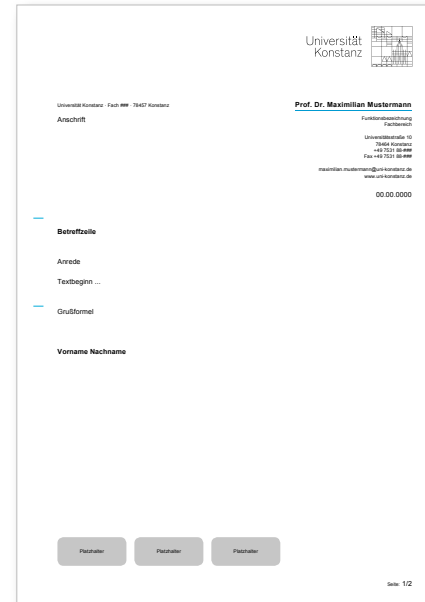 Universität
Konstanz
Universität Konstanz · Fach ### · 78457 Konstanz
Prof. Dr. Maximilian Mustermann
Anschrift
Funktionsbezeichnung
Fachbereich
Universitätsstraße 10
78464 Konstanz
+49 7531 88-###
Fax +49 7531 88-###
maximilian.mustermann@uni-konstanz.de
www.uni-konstanz.de
00.00.0000
Betreffzeile
Anrede
Textbeginn ...
Grußformel
Vorname Nachname
Platzhalter Platzhalter Platzhalter
Seite: 1/2